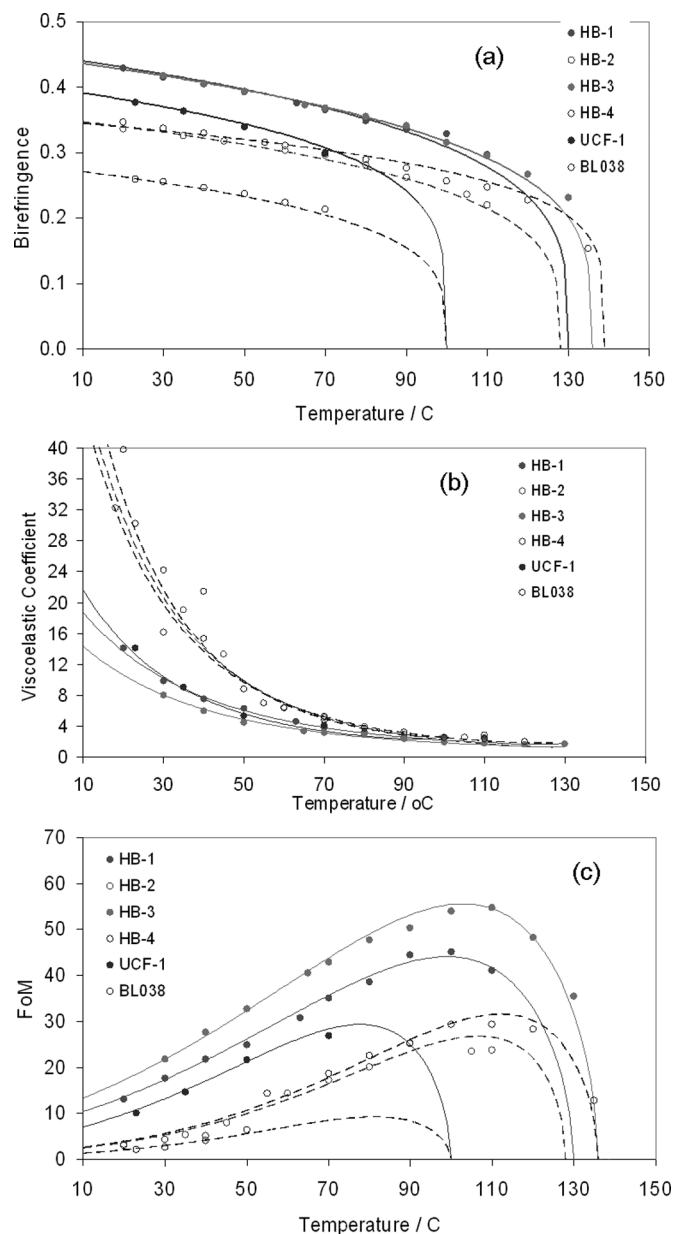 0.5
0.4
0.3
0.2
0.1
0.0
Birefringence
(a)
HB-1
HB-2
HB-3
HB-4
UCF-1
BL038
10 30 50 70 90 110 130 150
Temperature / C
40
36
32
28
24
20
16
12
8
4
0
Viscoelastic Coefficient
(b)
HB-1
HB-2
HB-3
HB-4
UCF-1
BL038
10 30 50 70 90 110 130 150
Temperature / oC
70
60
50
40
30
20
10
0
FoM
HB-1
HB-2
HB-3
HB-4
UCF-1
BL038
(c)
10 30 50 70 90 110 130 150
Temperature / C